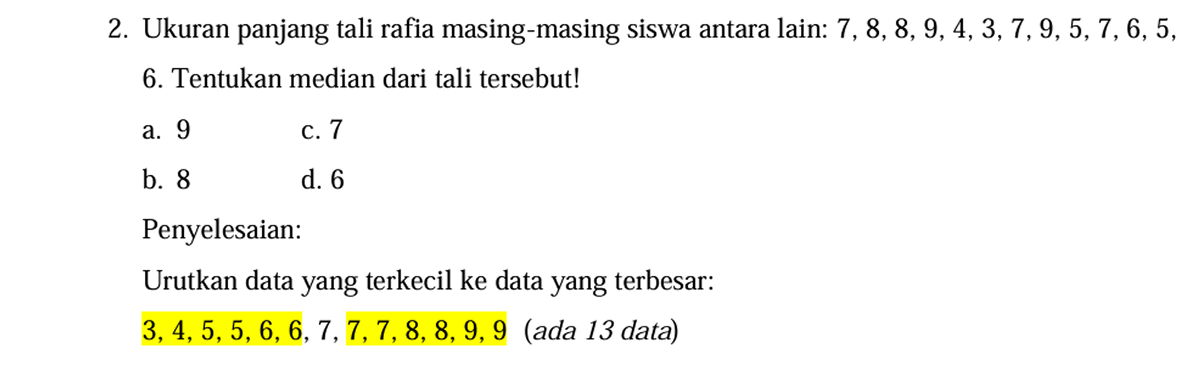 2. Ukuran panjang tali rafia masing-masing siswa antara lain: 7, 8, 8, 9, 4, 3, 7, 9, 5, 7, 6, 5,
6. Tentukan median dari tali tersebut!
a. 9 c. 7
b. 8 d. 6
Penyelesaian:
Urutkan data yang terkecil ke data yang terbesar:
3, 4, 5, 5, 6, 6, 7, 7, 7, 8, 8, 9, 9 (ada 13 data)